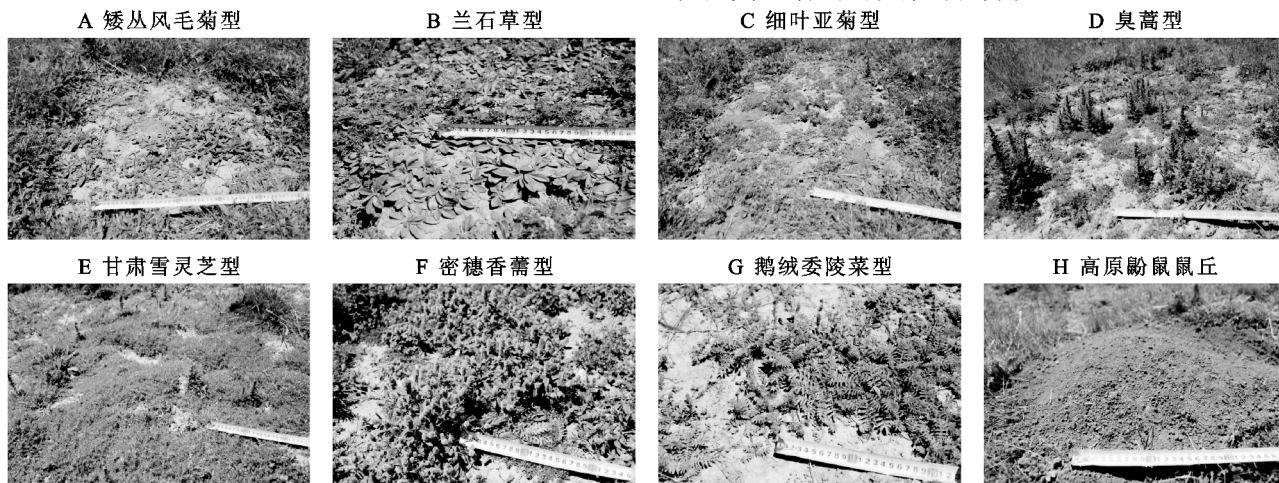 A 矮丛风毛菊型
B 兰石草型
C 细叶亚菊型
D 臭蒿型
E 甘肃雪灵芝型
F 密穗香薷型
G 鹅绒委陵菜型
H 高原鼢鼠鼠丘